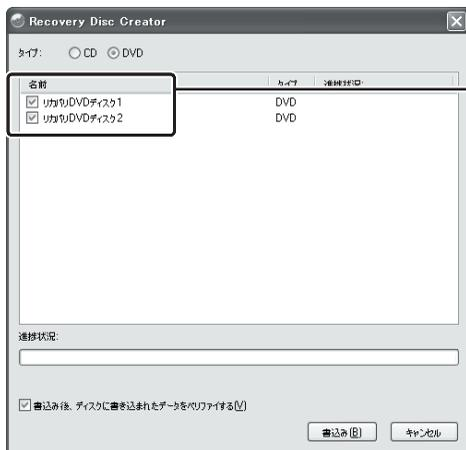 Recovery Disc Creator
タイプ: CD DVD
名前 タイプ 進捗状況:
リカバリDVDディスク1 DVD
リカバリDVDディスク2 DVD
進捗状況:
書込み後、ディスクに書き込まれたデータをベリファイする(V)
書込み(B) キャンセル